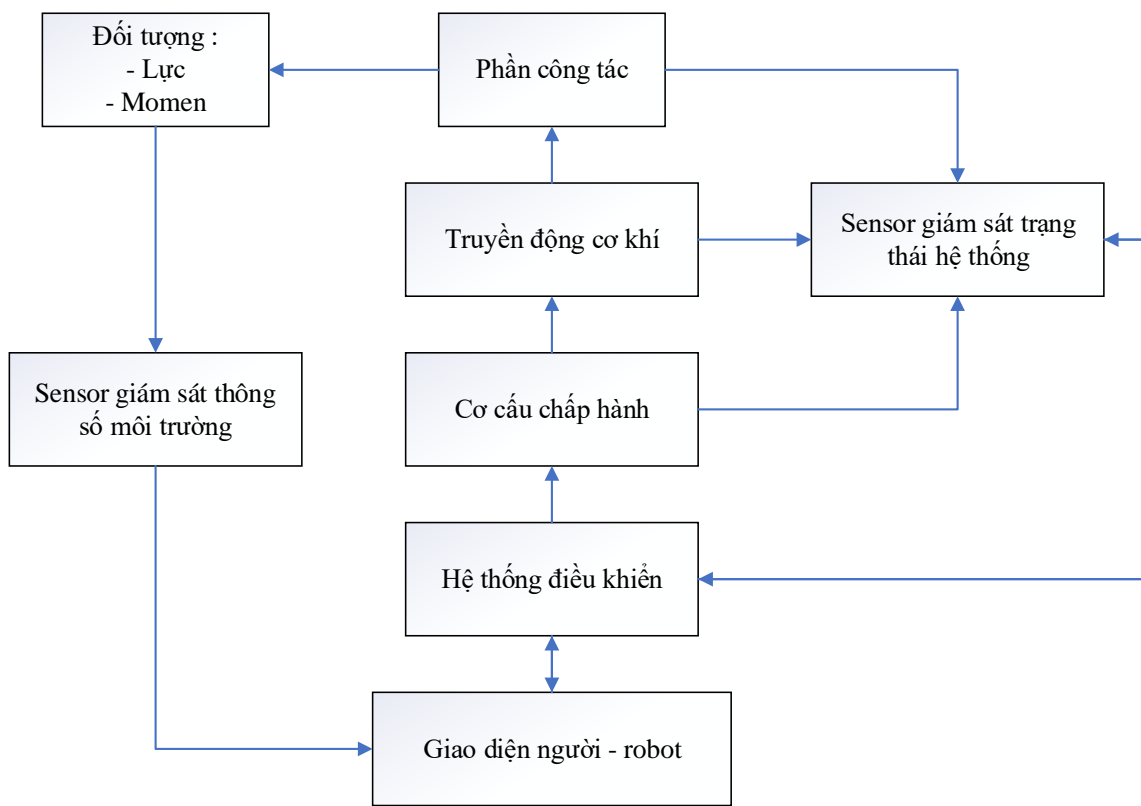 Đối tượng :
- Lực
- Momen
Phần công tác
Truyền động cơ khí
Sensor giám sát trạng
thái hệ thống
Sensor giám sát thông
số môi trường
Cơ cấu chấp hành
Hệ thống điều khiển
Giao diện người - robot